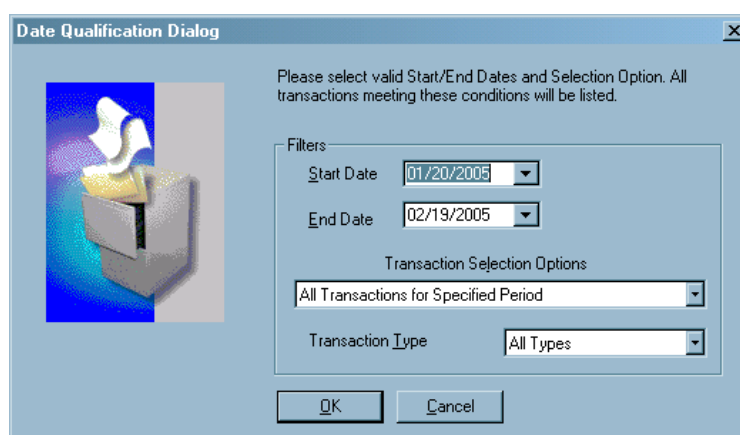 Date Qualification Dialog
Please select valid Start/End Dates and Selection Option. All
transactions meeting these conditions will be listed.
Filters
Start Date 01/20/2005
End Date 02/19/2005
Transaction Selection Options
All Transactions for Specified Period
Transaction Type All Types
OK Cancel